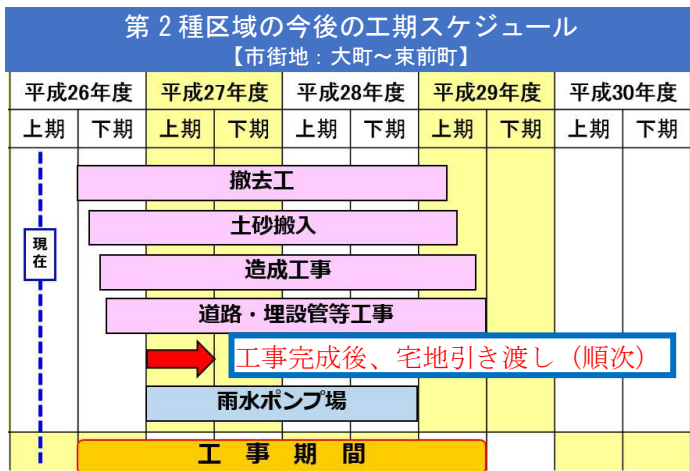 第2種区域の今後の工期スケジュール
【市街地：大町～東前町】
平成26年度 平成27年度 平成28年度 平成29年度 平成30年度
上期 下期 上期 下期 上期 下期 上期 下期 上期 下期
撤去工
土砂搬入
現在
造成工事
道路・埋設管等工事
工事完成後、宅地引き渡し（順次）
雨水ポンプ場
工事期間